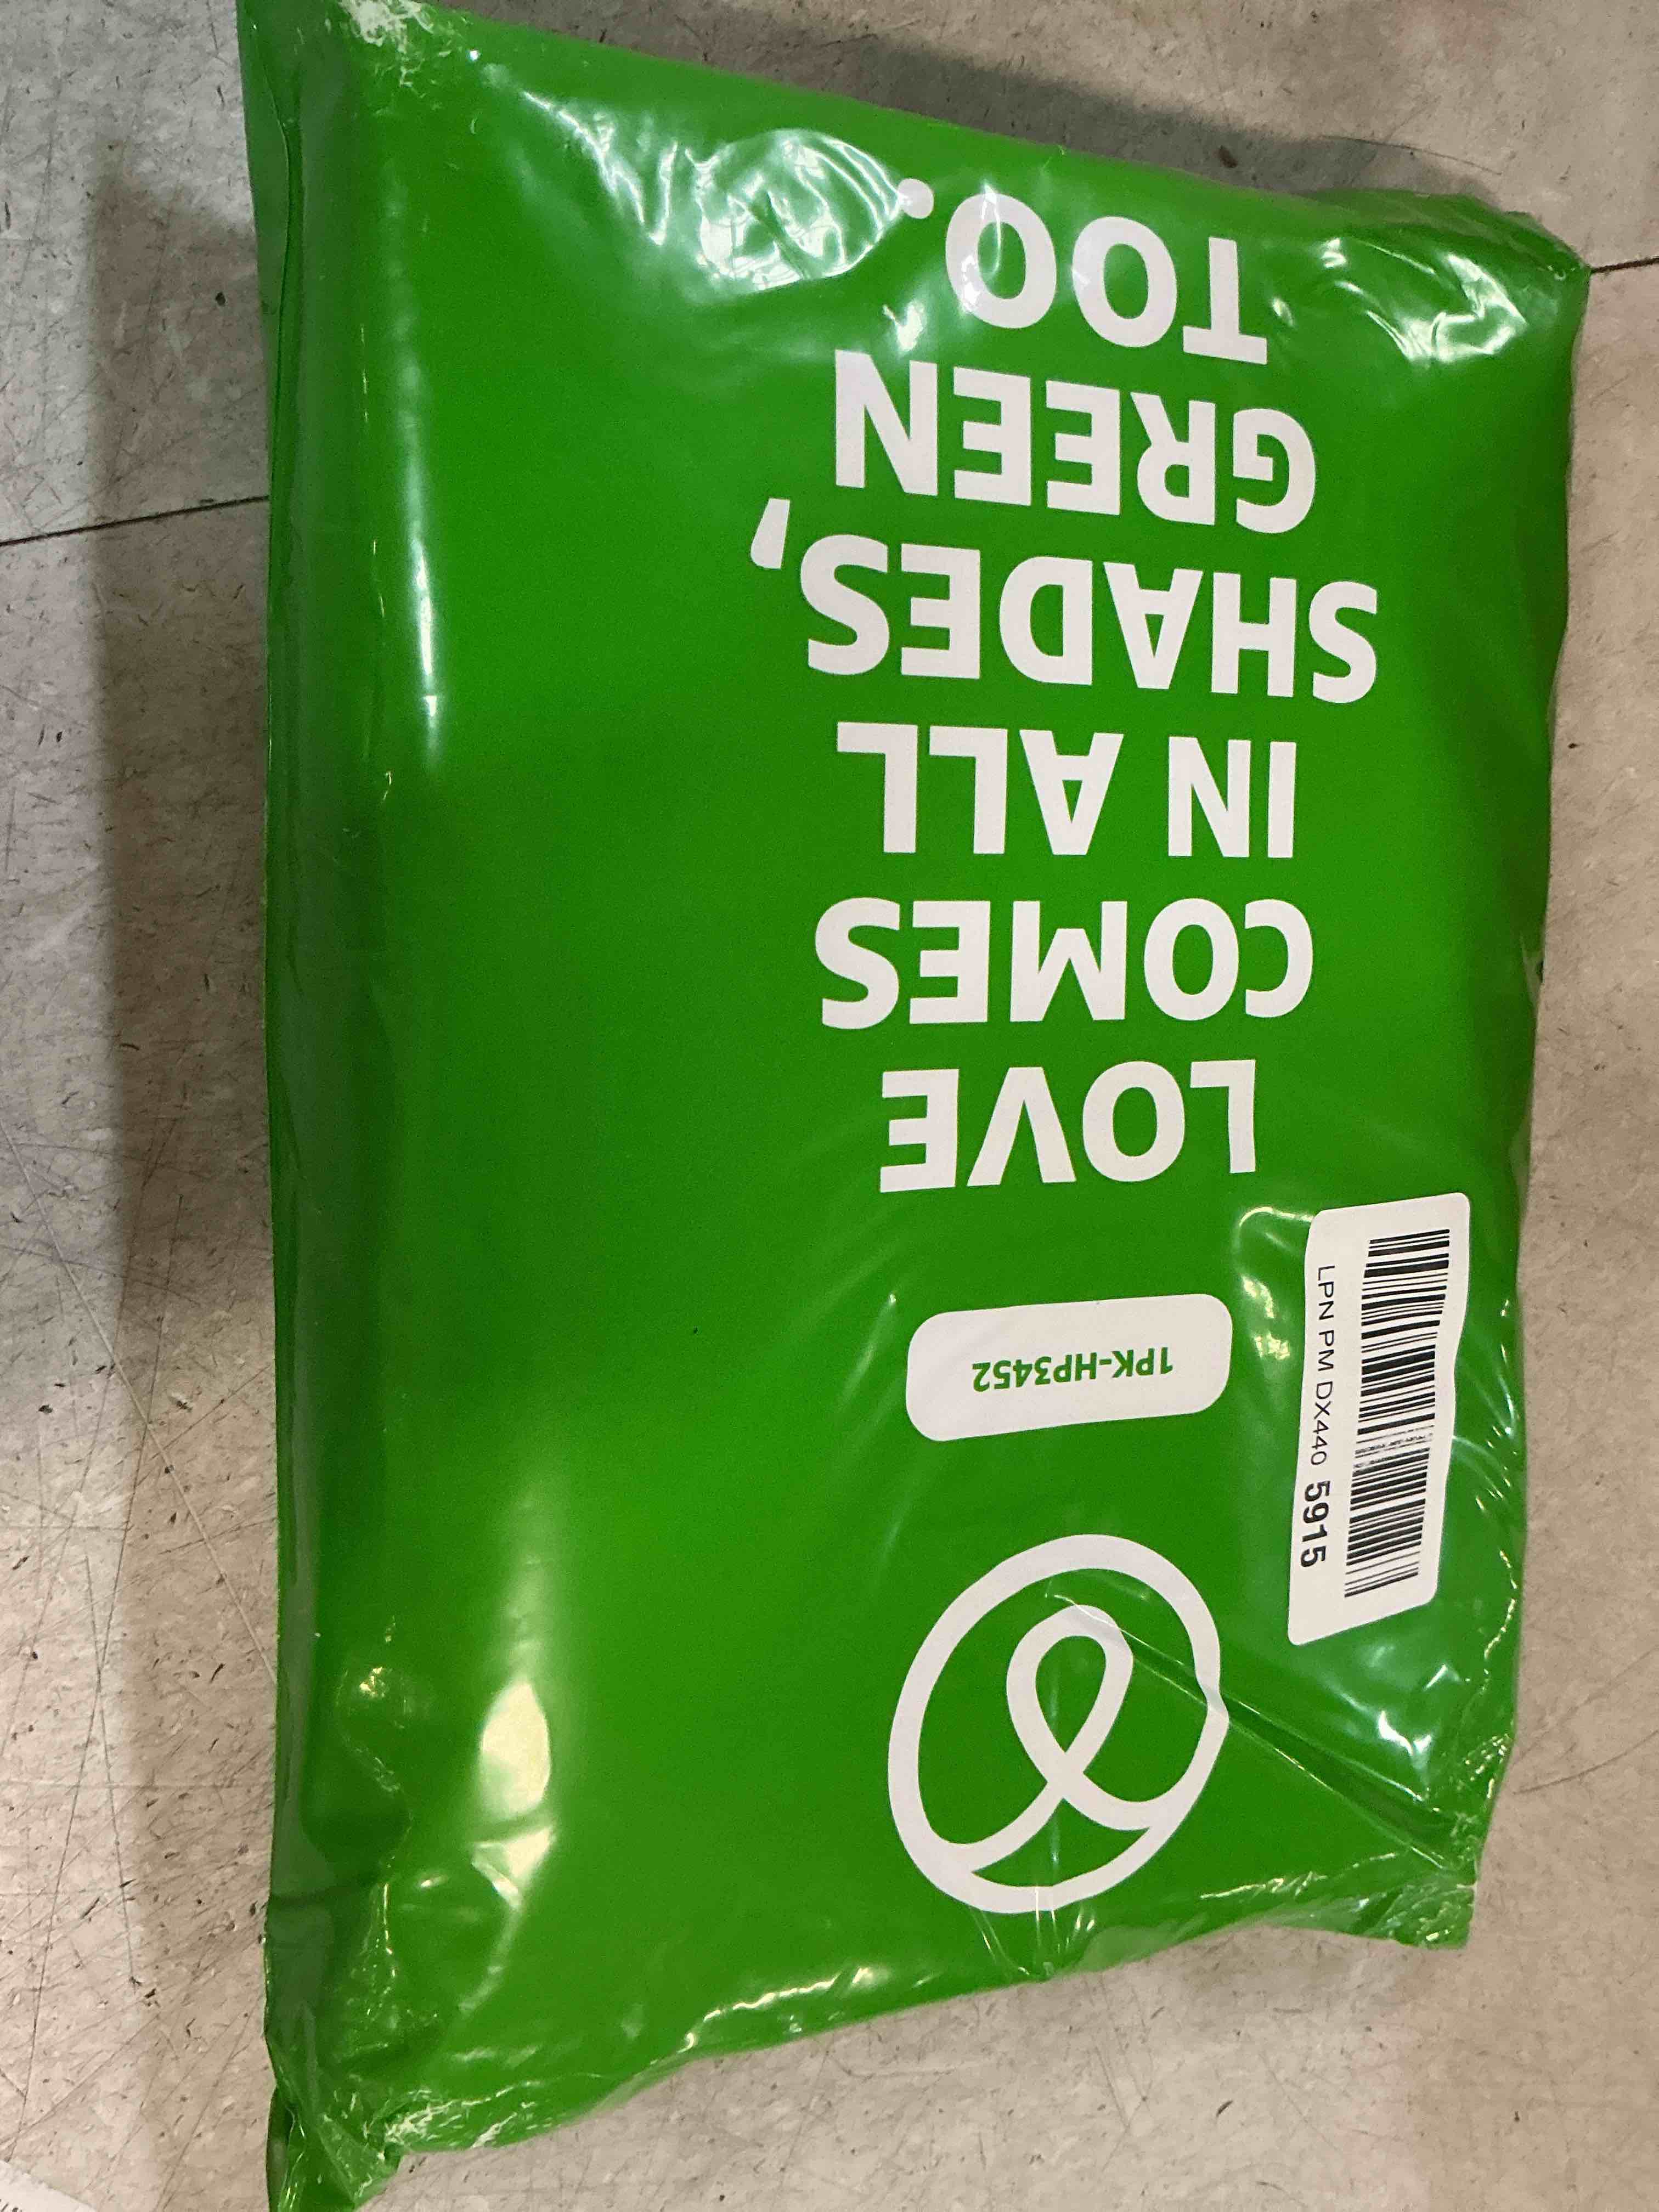 LOVE
COMES
IN ALL
SHADES,
GREEN
TOO.
1PK-HP3452
LPN PM DX440 5915